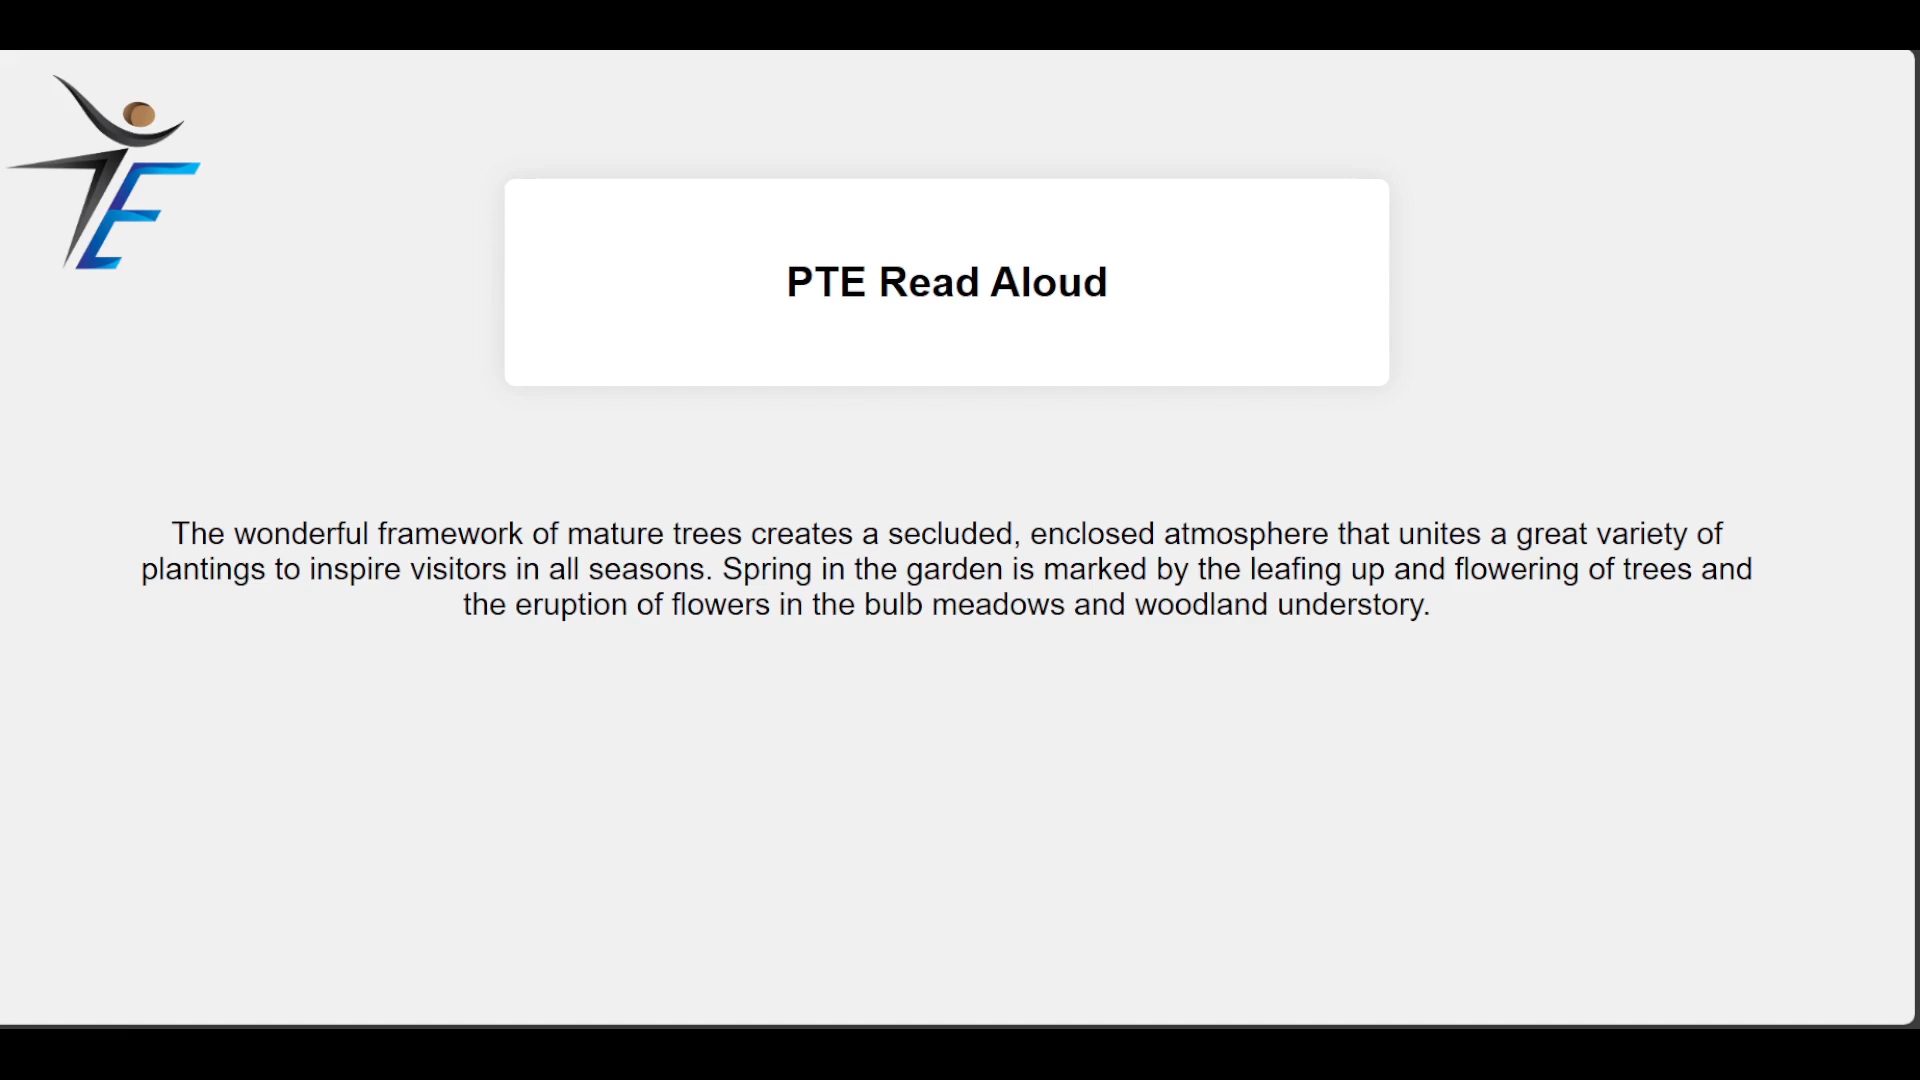 PTE Read Aloud
The wonderful framework of mature trees creates a secluded, enclosed atmosphere that unites a great variety of
plantings to inspire visitors in all seasons. Spring in the garden is marked by the leafing up and flowering of trees and
the eruption of flowers in the bulb meadows and woodland understory.